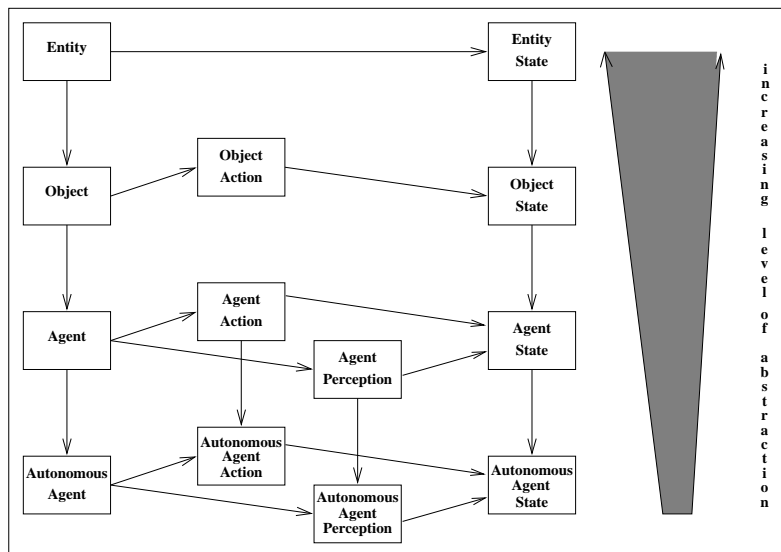 Entity
Entity
State
Object
Action
Object
Object
State
Agent
Action
Agent
Agent
State
Agent
Perception
Autonomous
Agent
Action
Autonomous
Agent
Autonomous
Agent
State
Autonomous
Agent
Perception
increasing level of abstraction